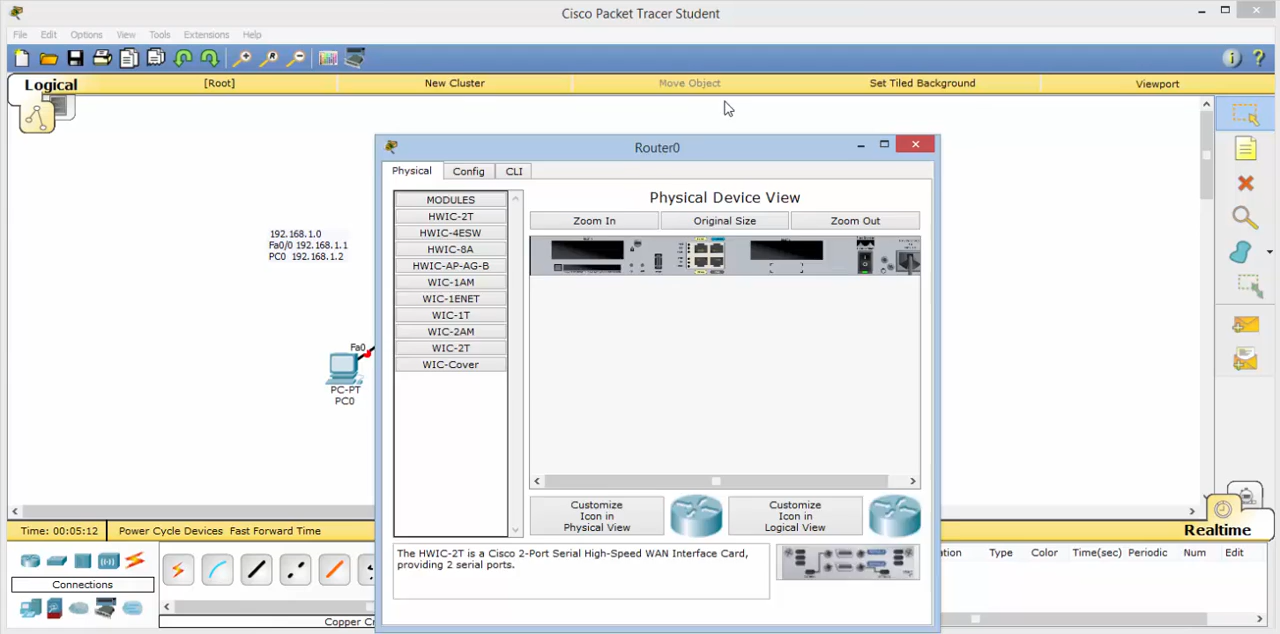 Cisco Packet Tracer Student
File Edit Options View Tools Extensions Help
Logical [Root] New Cluster Move Object Set Tiled Background Viewport
192.168.1.0
Fa0/0 192.168.1.1
PC0 192.168.1.2
Fa0
PC-PT
PC0
Router0
Physical Config CLI
MODULES
HWIC-2T
HWIC-4ESW
HWIC-8A
HWIC-AP-AG-B
WIC-1AM
WIC-1ENET
WIC-1T
WIC-2AM
WIC-2T
WIC-Cover
Physical Device View
Zoom In Original Size Zoom Out
Customize
Icon in
Physical View
Customize
Icon in
Logical View
The HWIC-2T is a Cisco 2-Port Serial High-Speed WAN Interface Card,
providing 2 serial ports.
Time: 00:05:12 Power Cycle Devices Fast Forward Time
Realtime
Connections
Copper Cr
ation Type Color Time(sec) Periodic Num Edit